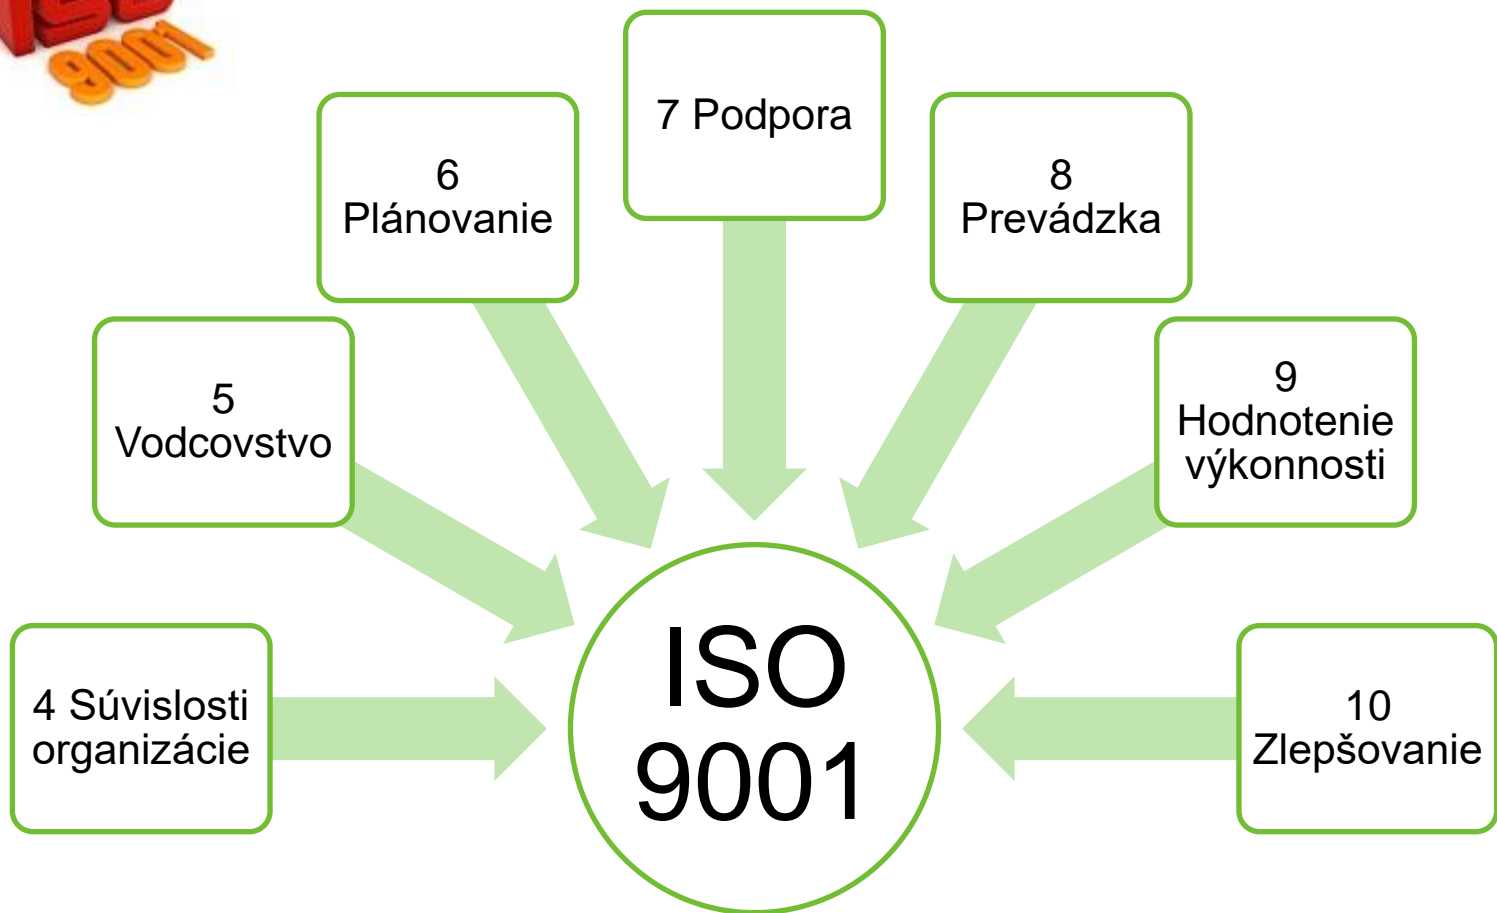 ISO
9001
7 Podpora
6
Plánovanie
8
Prevádzka
5
Vodcovstvo
9
Hodnotenie
výkonnosti
4 Súvislosti
organizácie
ISO
9001
10
Zlepšovanie